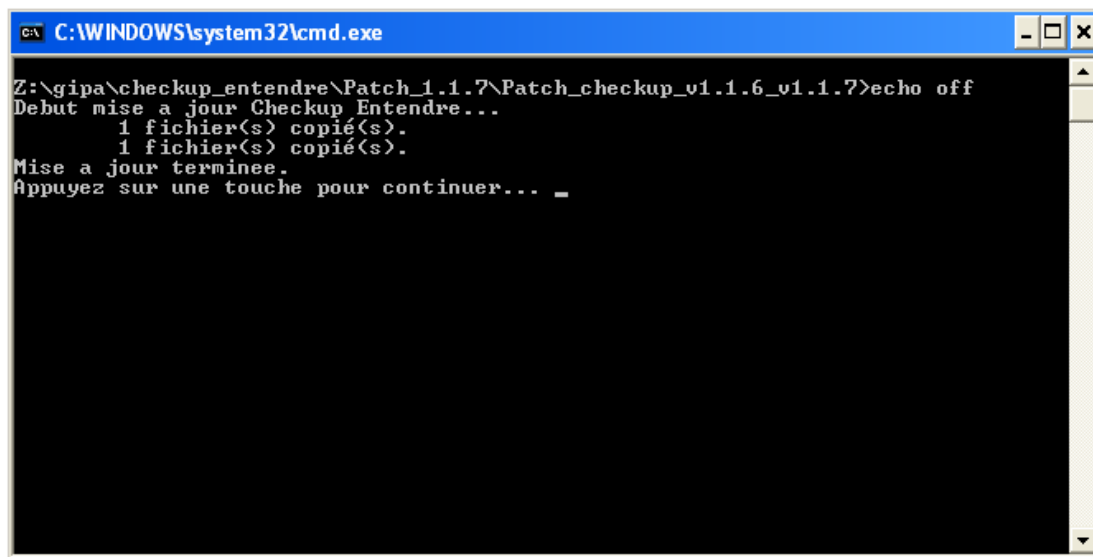 C:\WINDOWS\system32\cmd.exe
Z:\gipa\checkup_entendre\Patch_1.1.7\Patch_checkup_v1.1.6_v1.1.7>echo off
Debut mise a jour Checkup Entendre...
        1 fichier(s) copié(s).
        1 fichier(s) copié(s).
Mise a jour terminee.
Appuyez sur une touche pour continuer... _